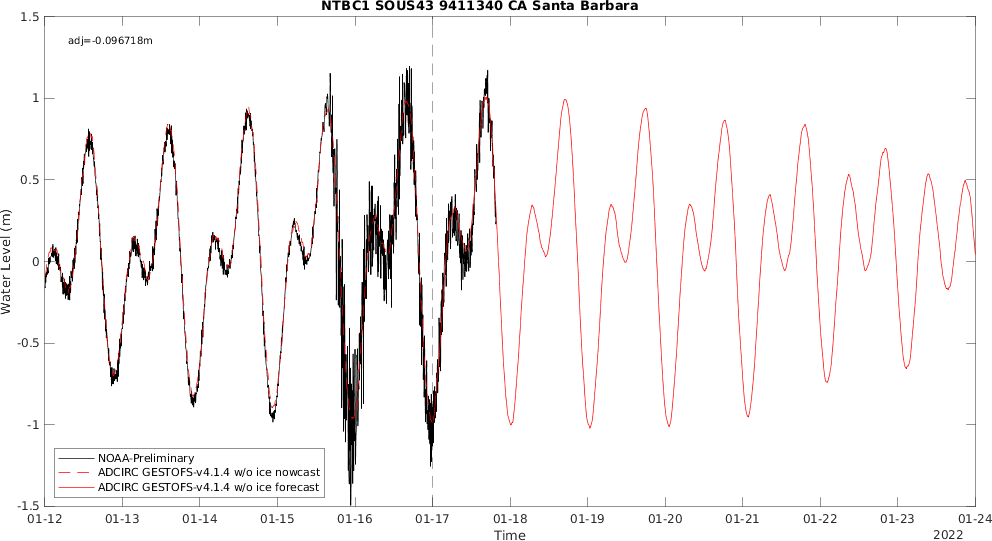 NTBC1 SOUS43 9411340 CA Santa Barbara
adj=-0.096718m
1.5
1
0.5
0
-0.5
-1
-1.5
Water Level (m)
NOAA-Preliminary
ADCIRC GESTOFS-v4.1.4 w/o ice nowcast
ADCIRC GESTOFS-v4.1.4 w/o ice forecast
01-12 01-13 01-14 01-15 01-16 01-17 01-18 01-19 01-20 01-21 01-22 01-23 01-24
Time
2022